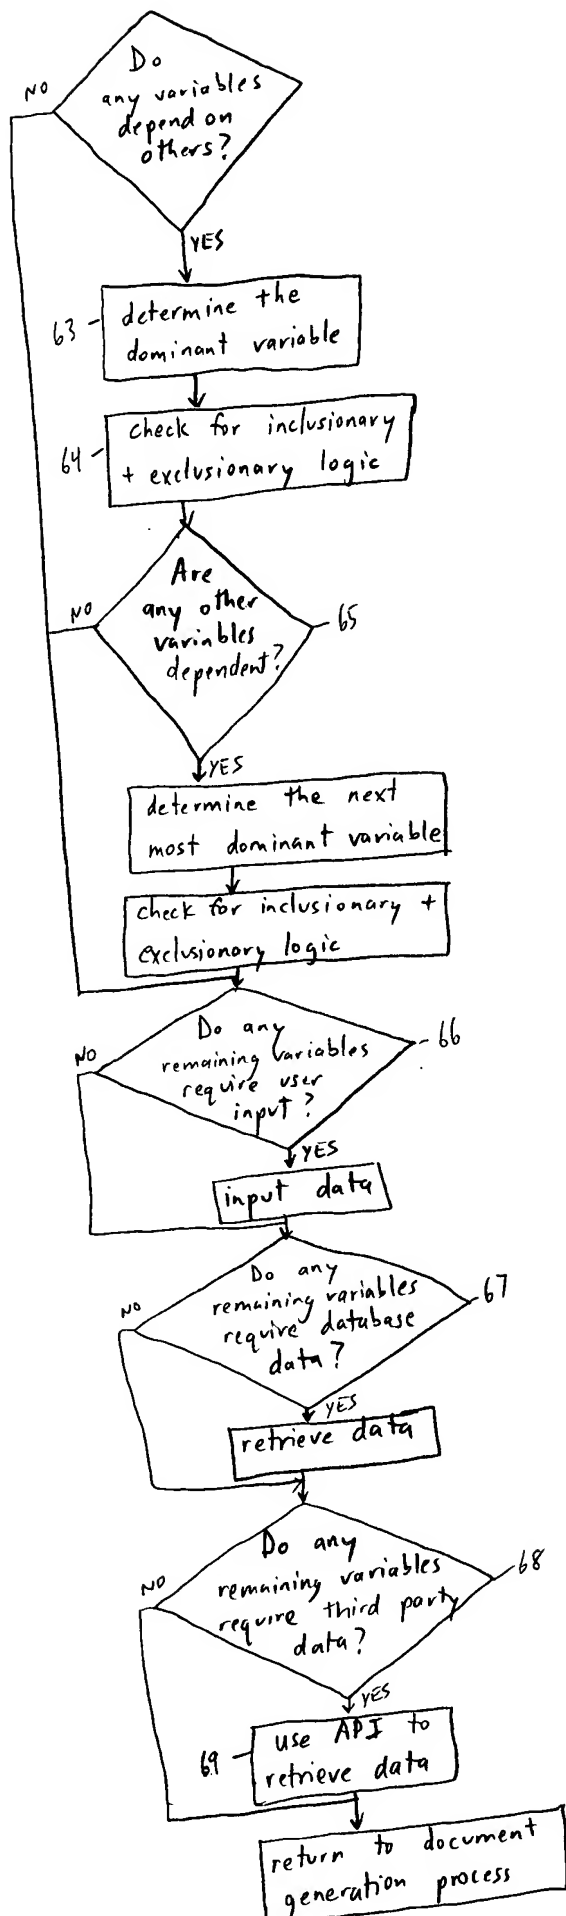 Do
any variables
depend on
others?
NO
YES
63
determine the
dominant variable
64
check for inclusionary
+ exclusionary logic
Are
any other
variables
dependent?
NO
65
YES
determine the next
most dominant variable
check for inclusionary +
exclusionary logic
Do any
remaining variables
require user
input?
66
NO
YES
input data
Do any
remaining variables
require database
data?
67
NO
YES
retrieve data
Do any
remaining variables
require third party
data?
68
NO
YES
69
use API to
retrieve data
return to document
generation process